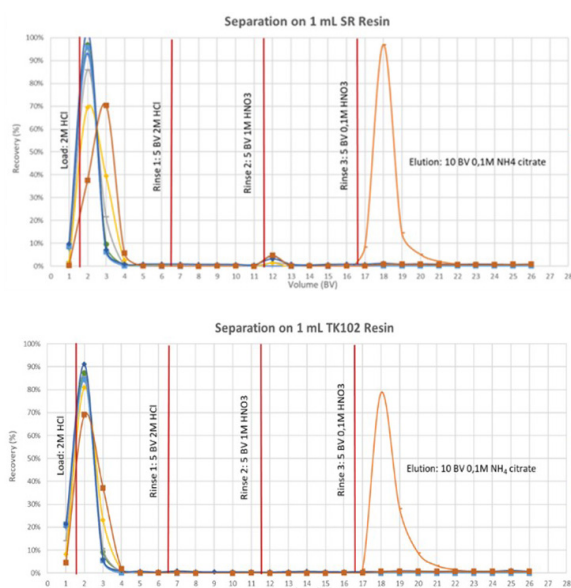 Separation on 1 mL SR Resin
100%
90%
80%
70%
60%
50%
40%
30%
20%
10%
0%
Recovery (%)
Load: 2M HCl
Rinse 1: 5 BV 2M HCl
Rinse 2: 5 BV 1M HNO3
Rinse 3: 5 BV 0,1M HNO3
Elution: 10 BV 0,1M NH4 citrate
0 1 2 3 4 5 6 7 8 9 10 11 12 13 14 15 16 17 18 19 20 21 22 23 24 25 26 27 28
Volume (BV)
Separation on 1 mL TK102 Resin
100%
90%
80%
70%
60%
50%
40%
30%
20%
10%
0%
Recovery (%)
Load: 2M HCl
Rinse 1: 5 BV 2M HCl
Rinse 2: 5 BV 1M HNO3
Rinse 3: 5 BV 0,1M HNO3
Elution: 10 BV 0,1M NH₄ citrate
0 1 2 3 4 5 6 7 8 9 10 11 12 13 14 15 16 17 18 19 20 21 22 23 24 25 26 27 28